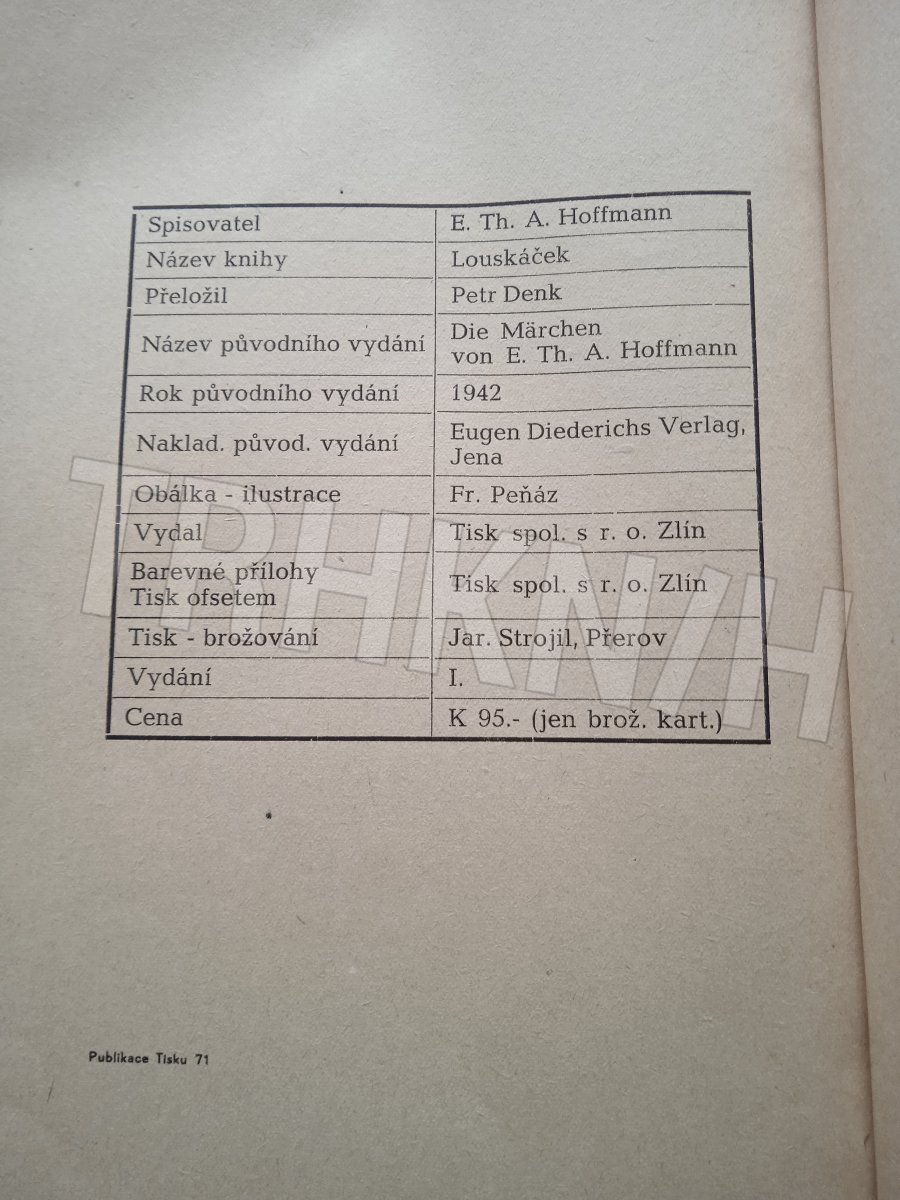 Spisovatel E. Th. A. Hoffmann
Název knihy Louskáček
Přeložil Petr Denk
Název původního vydání Die Märchen
von E. Th. A. Hoffmann
Rok původního vydání 1942
Naklad. původ. vydání Eugen Diederichs Verlag,
Jena
Obálka - ilustrace Fr. Peňáz
Vydal Tisk spol. s r. o. Zlín
Barevné přílohy
Tisk ofsetem Tisk spol. s r. o. Zlín
Tisk - brožování Jar. Strojil, Přerov
Vydání I.
Cena K 95.- (jen brož. kart.)
TRHKNIH
Publikace Tisku 71